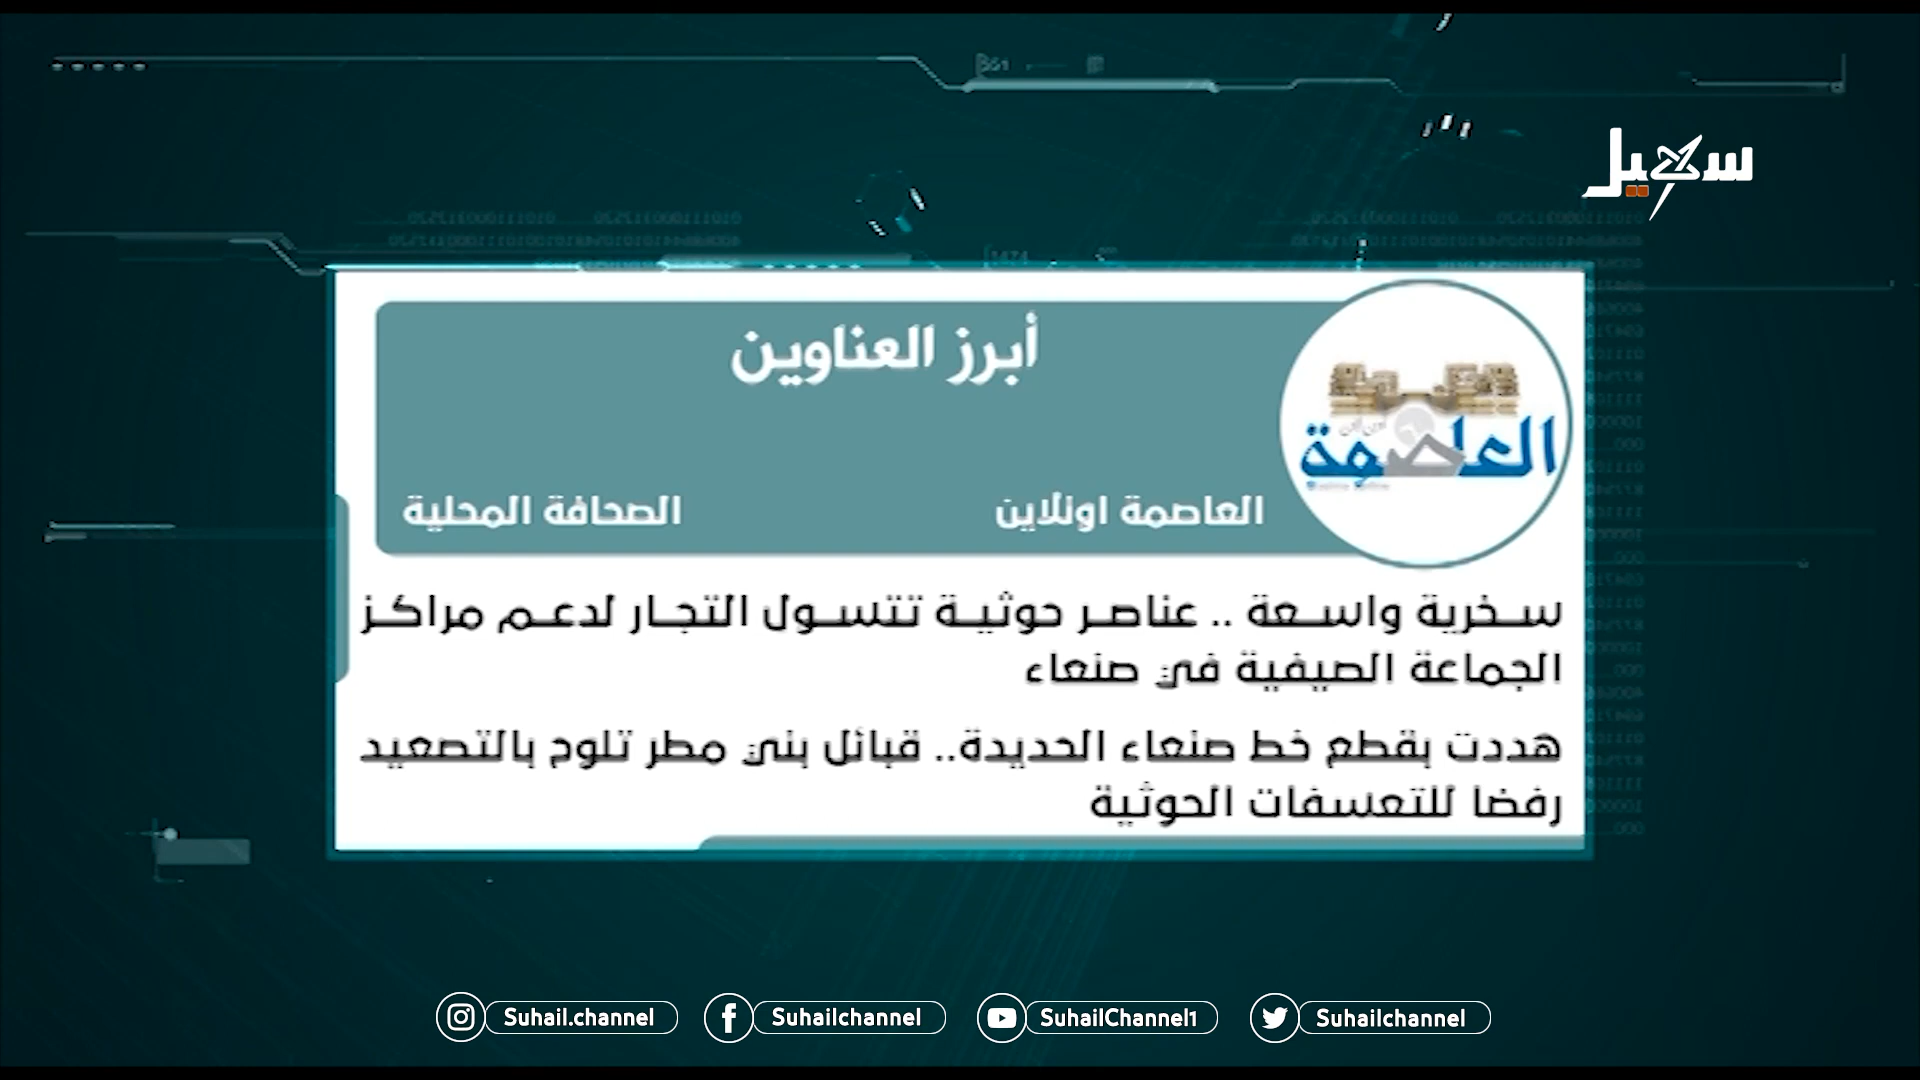 سهيل
أبرز العناوين
العاصمة
أون لاين
العاصمة اونلاين
الصحافة المحلية
سخرية واسعة .. عناصر حوثية تتسول التجار لدعم مراكز
الجماعة الصيفية في صنعاء
هددت بقطع خط صنعاء الحديدة.. قبائل بني مطر تلوح بالتصعيد
رفضا للتعسفات الحوثية
Suhail.channel
Suhailchannel
SuhailChannel1
Suhailchannel